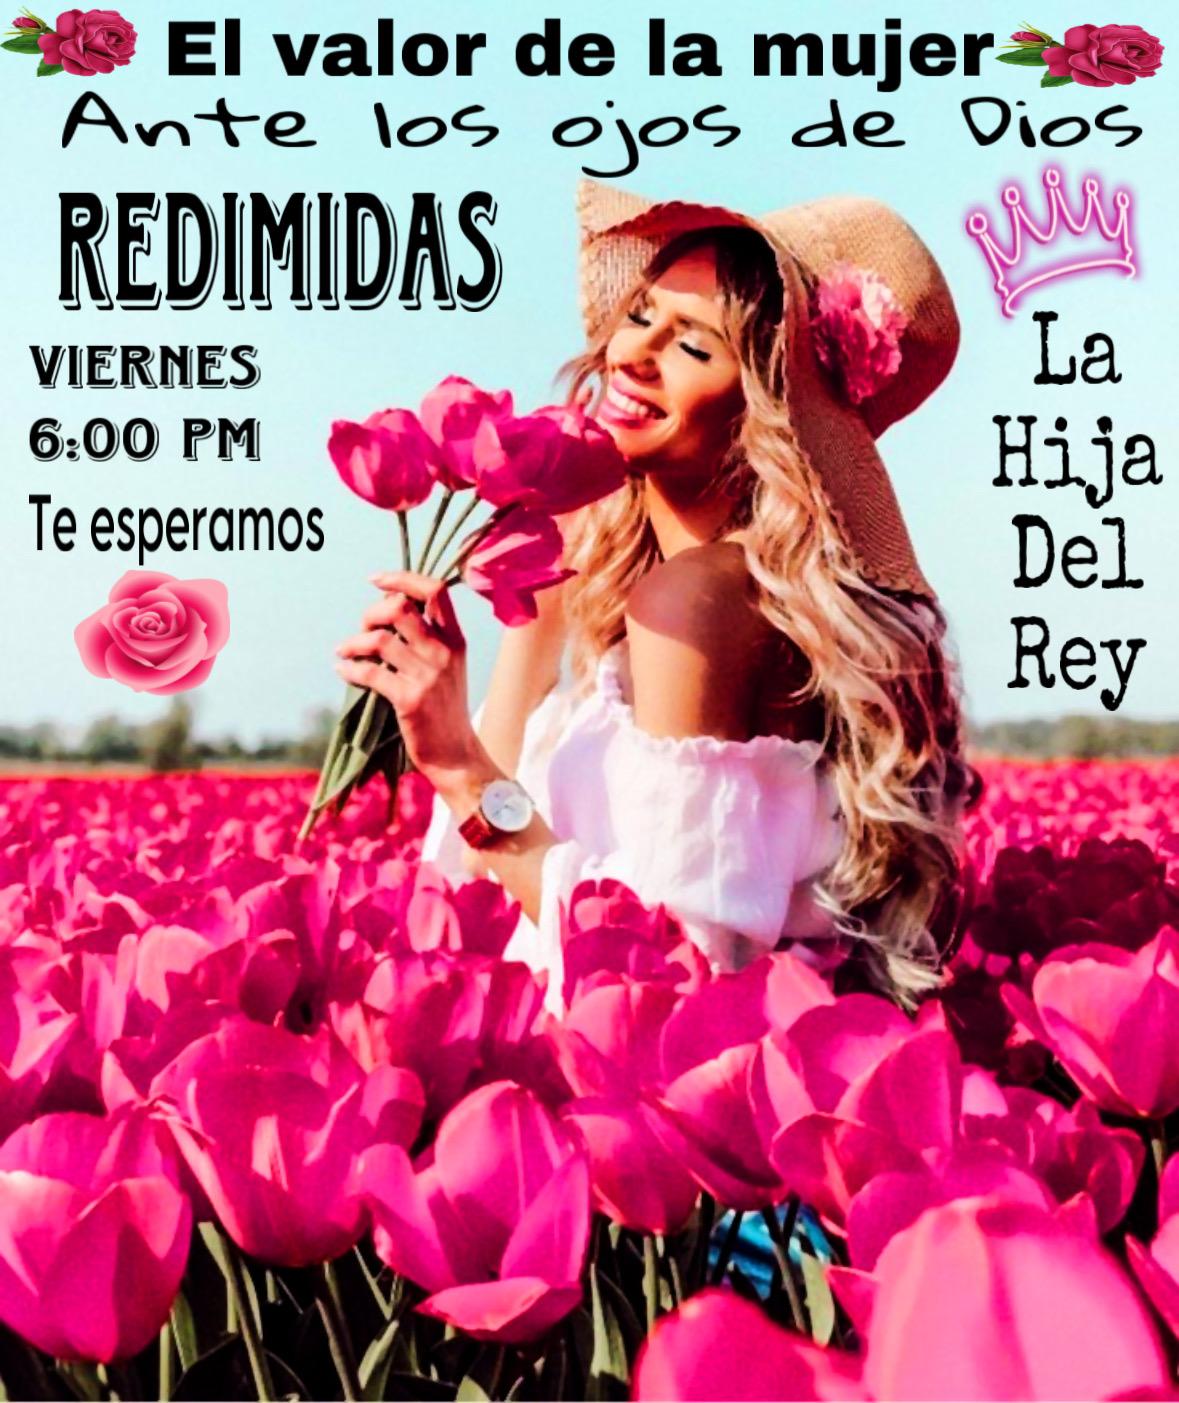 El valor de la mujer
Ante los ojos de Dios
REDIMIDAS
VIERNES
6:00 PM
Te esperamos
La
Hija
Del
Rey